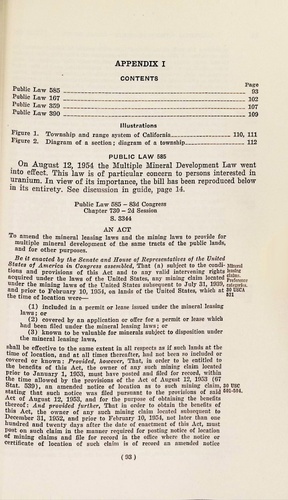 APPENDIX I
CONTENTS
Page
Public Law 585 93
Public Law 167 102
Public Law 359 107
Public Law 390 109
Illustrations
Figure 1. Township and range system of California 110, 111
Figure 2. Diagram of a section; diagram of a township 112
PUBLIC LAW 585
On August 12, 1954 the Multiple Mineral Development Law went
into effect. This law is of particular concern to persons interested in
uranium. In view of its importance, the bill has been reproduced below
in its entirety. See discussion in guide, page 14.
Public Law 585 — 83d Congress
Chapter 730 – 2d Session
S. 3344
AN ACT
To amend the mineral leasing laws and the mining laws to provide for
multiple mineral development of the same tracts of the public lands,
and for other purposes.
Be it enacted by the Senate and House of Representatives of the United
States of America in Congress assembled, That (a) subject to the condi-
tions and provisions of this Act and to any valid intervening rights
acquired under the laws of the United States, any mining claim located
under the mining laws of the United States subsequent to July 31, 1939,
and prior to February 10, 1954, on lands of the United States, which at
the time of location were—
Mineral
leasing
claims.
Preference
categories.
30 USCA
521
(1) included in a permit or lease issued under the mineral leasing
laws; or
(2) covered by an application or offer for a permit or lease which
had been filed under the mineral leasing laws; or
(3) known to be valuable for minerals subject to disposition under
the mineral leasing laws,
shall be effective to the same extent in all respects as if such lands at the
time of location, and at all times thereafter, had not been so included or
covered or known: Provided, however, That, in order to be entitled to
the benefits of this Act, the owner of any such mining claim located
prior to January 1, 1953, must have posted and filed for record, within
the time allowed by the provisions of the Act of August 12, 1953 (67
Stat. 539), an amended notice of location as to such mining claim,
stating that such notice was filed pursuant to the provisions of said
Act of August 12, 1953, and for the purpose of obtaining the benefits
thereof: And provided further, That in order to obtain the benefits of
this Act, the owner of any such mining claim located subsequent to
December 31, 1952, and prior to February 10, 1954, not later than one
hundred and twenty days after the date of enactment of this Act, must
post on such claim in the manner required for posting notice of location
of mining claims and file for record in the office where the notice or
certificate of location of such claim is of record an amended notice
30 USC
501-505.
(93)